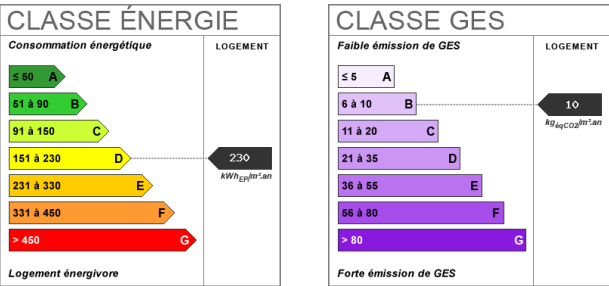 CLASSE ÉNERGIE
Consommation énergétique
LOGEMENT
≤ 50 A
51 à 90 B
91 à 150 C
151 à 230 D
230
kWhEP/m².an
231 à 330 E
331 à 450 F
> 450 G
Logement énergivore
CLASSE GES
Faible émission de GES
LOGEMENT
≤ 5 A
6 à 10 B
10
kgéqCO2/m².an
11 à 20 C
21 à 35 D
36 à 55 E
56 à 80 F
> 80 G
Forte émission de GES